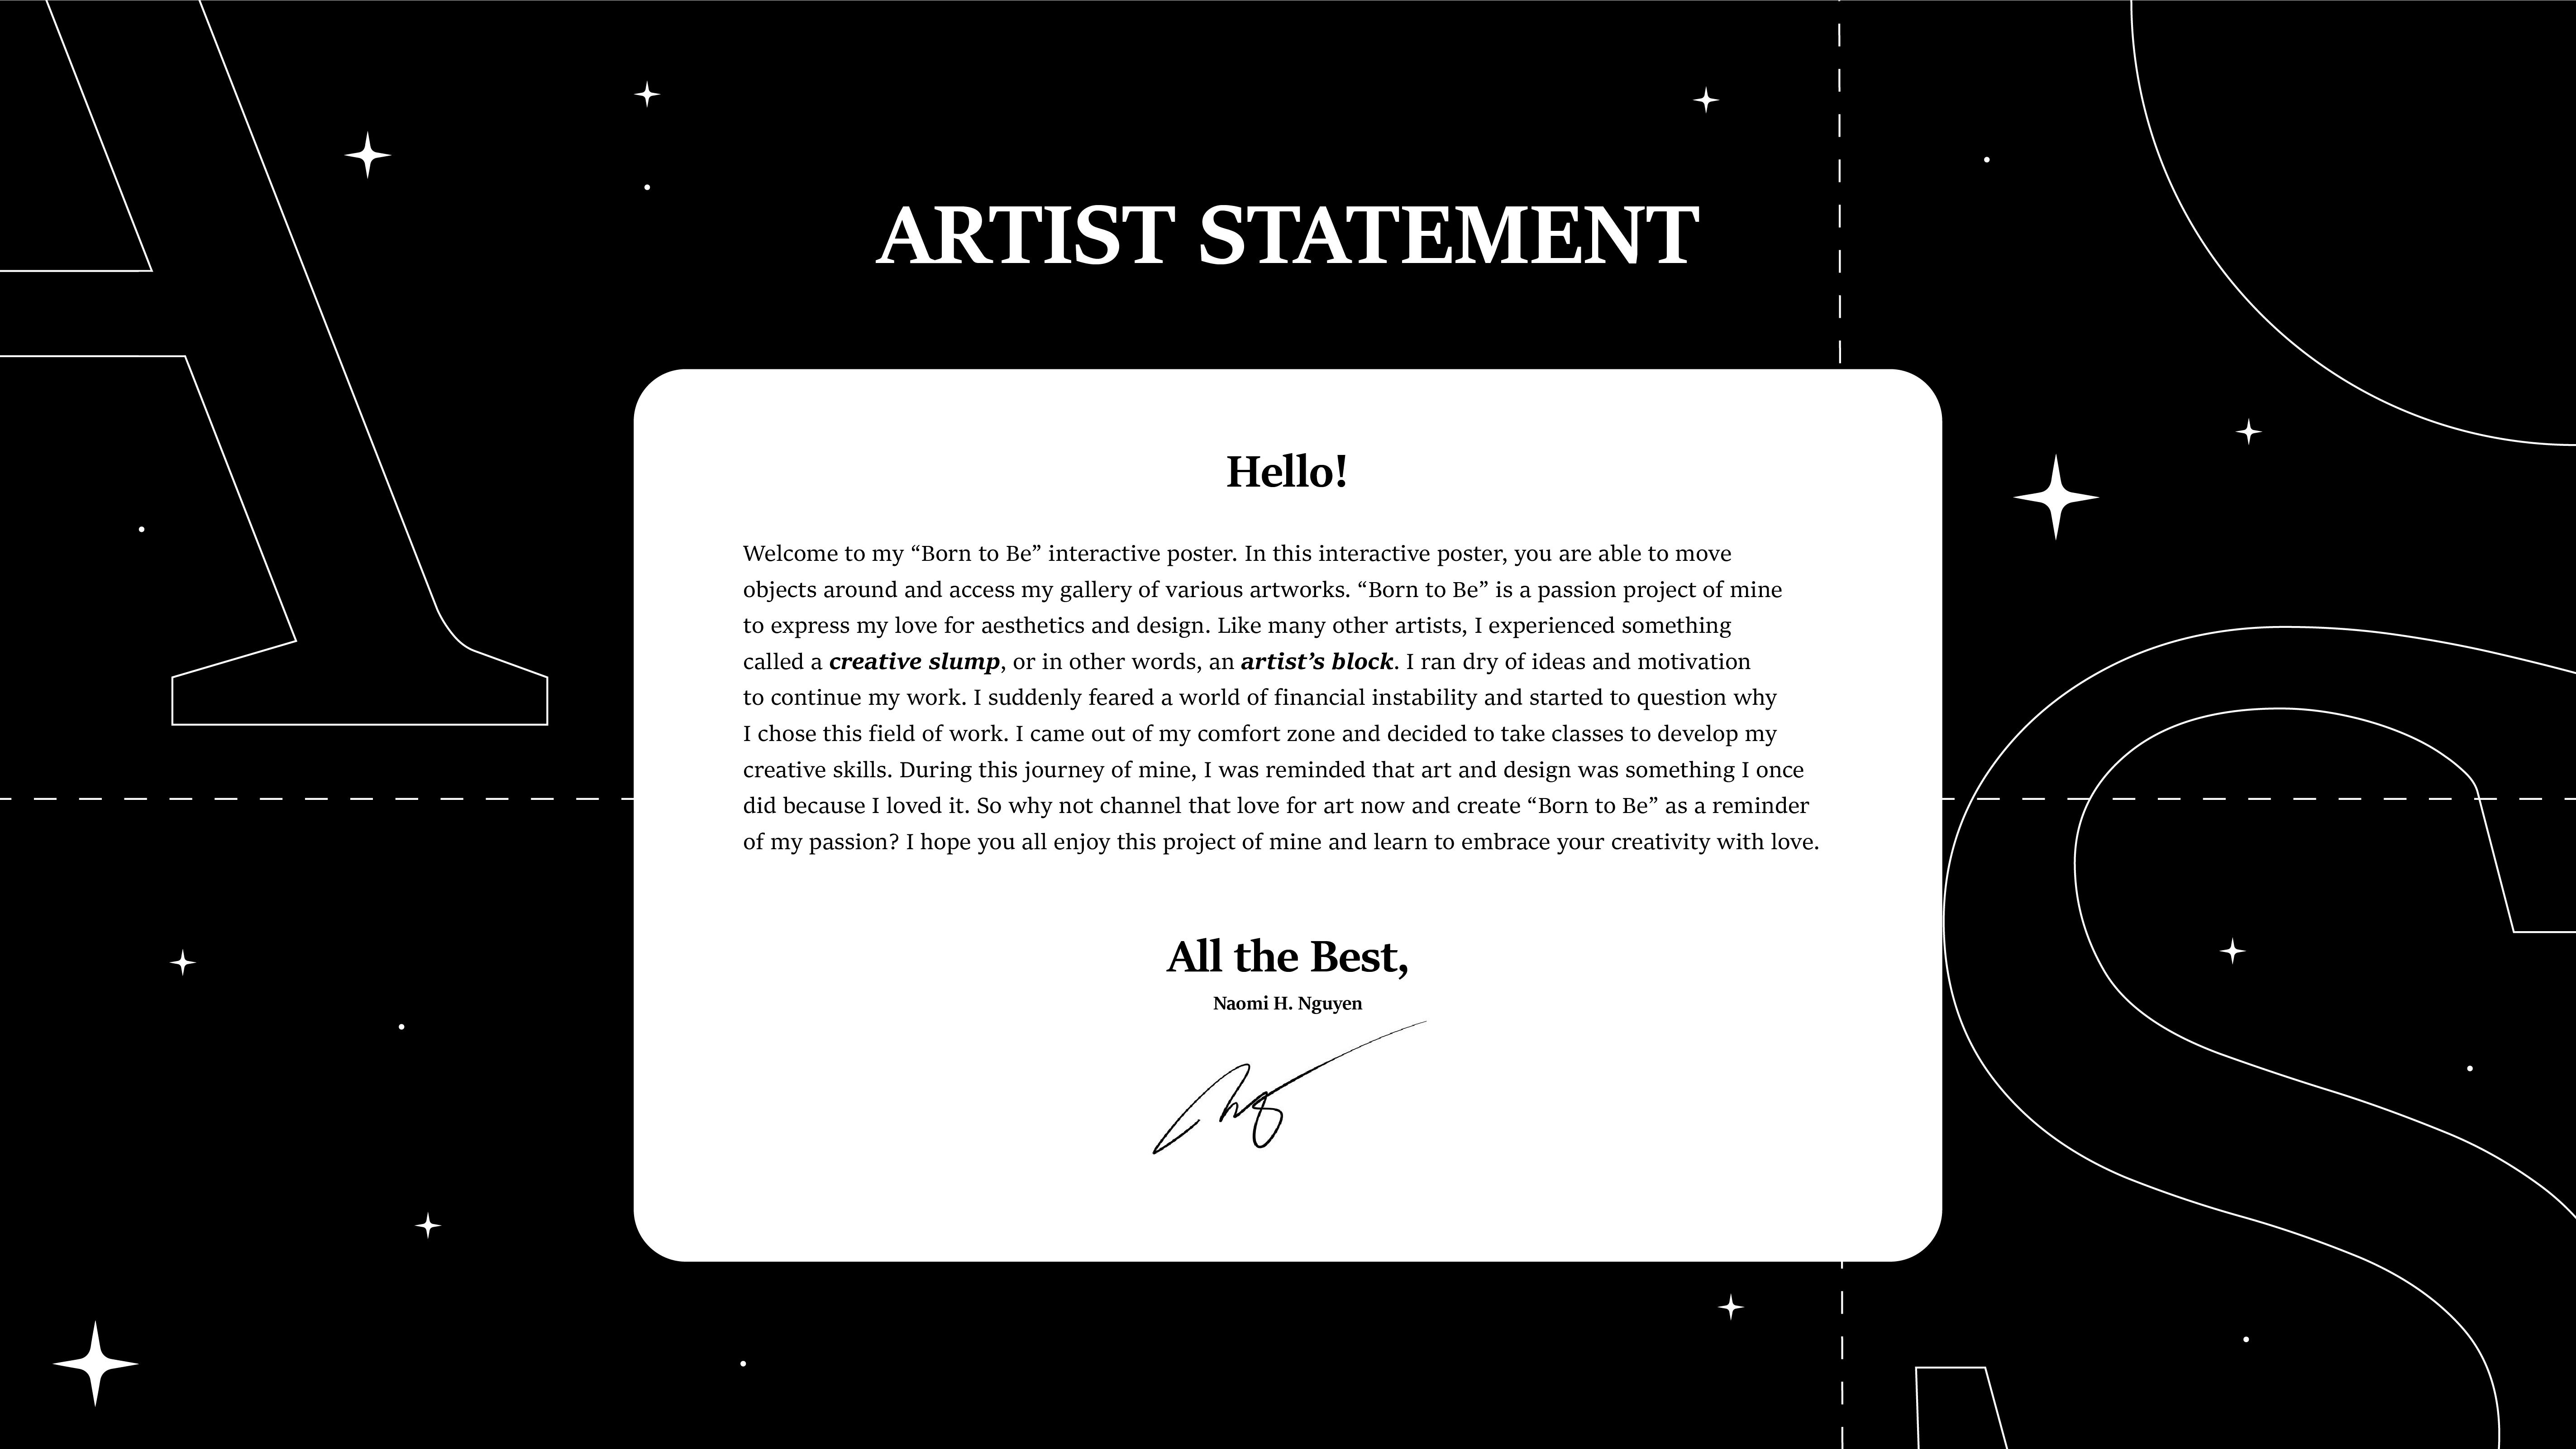 ARTIST STATEMENT
Hello!
Welcome to my “Born to Be” interactive poster. In this interactive poster, you are able to move
objects around and access my gallery of various artworks. “Born to Be” is a passion project of mine
to express my love for aesthetics and design. Like many other artists, I experienced something
called a creative slump, or in other words, an artist’s block. I ran dry of ideas and motivation
to continue my work. I suddenly feared a world of financial instability and started to question why
I chose this field of work. I came out of my comfort zone and decided to take classes to develop my
creative skills. During this journey of mine, I was reminded that art and design was something I once
did because I loved it. So why not channel that love for art now and create “Born to Be” as a reminder
of my passion? I hope you all enjoy this project of mine and learn to embrace your creativity with love.
All the Best,
Naomi H. Nguyen